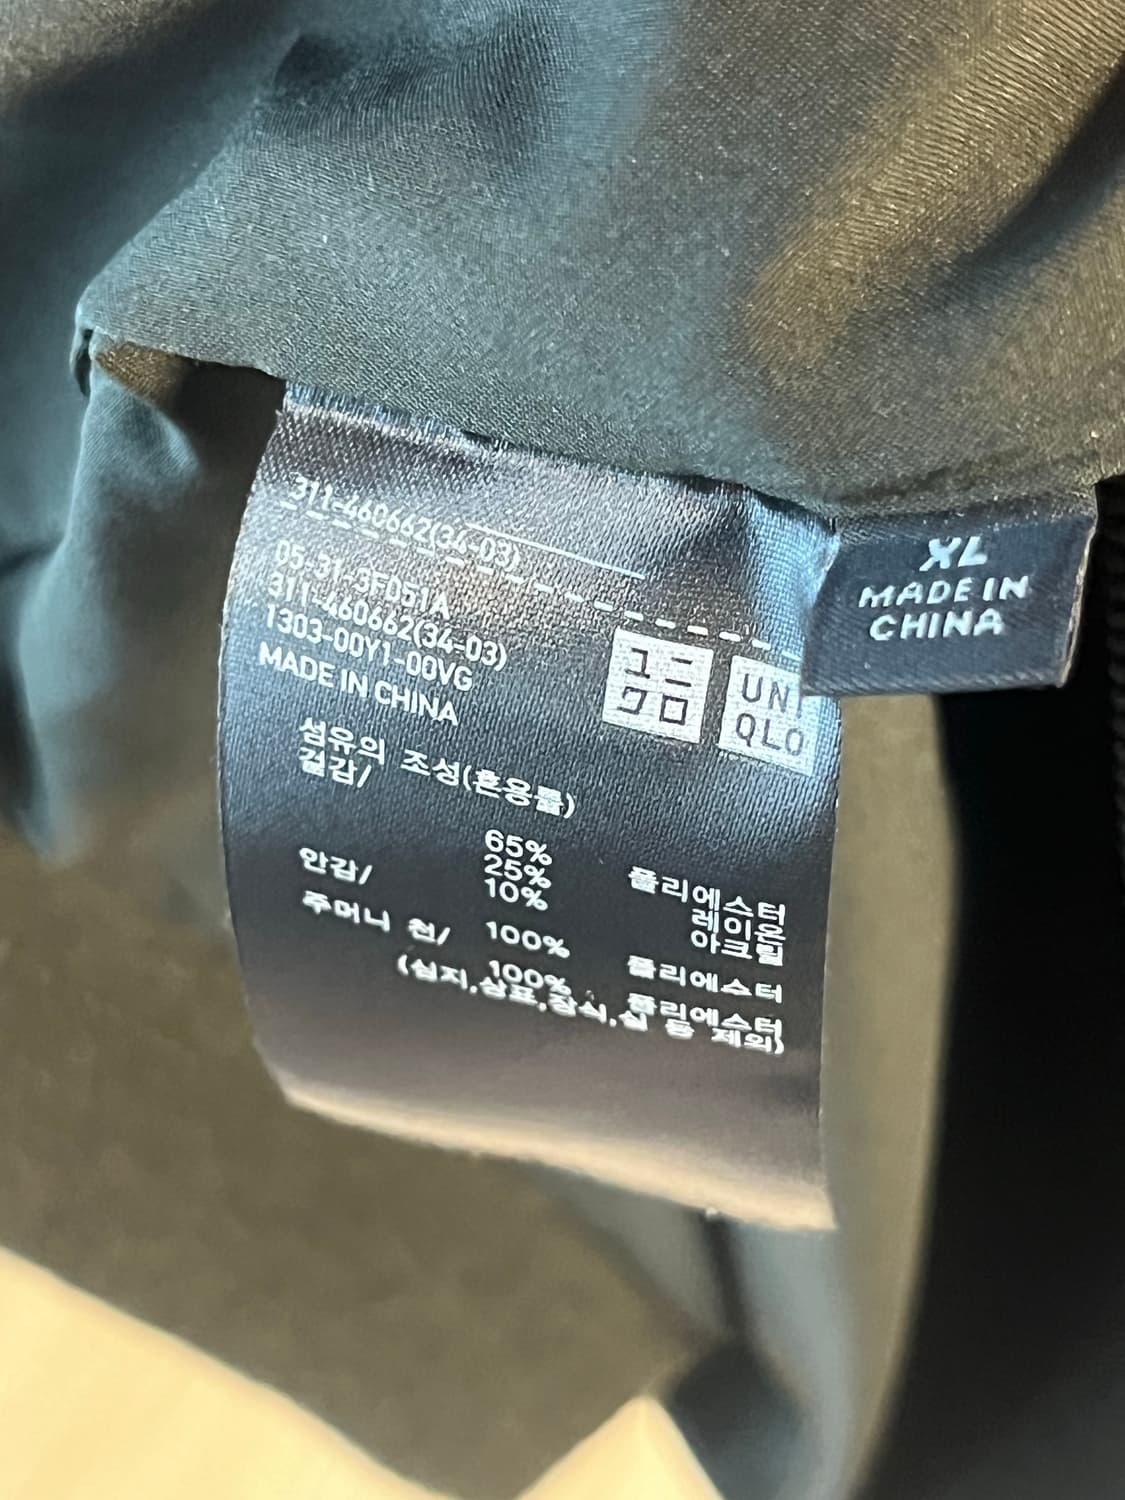 311-460662(34-03)
05-31-3F051A
311-460662(34-03)
1303-00Y1-00VG
MADE IN CHINA
ユニ
クロ
UNI
QLO
XL
MADE IN
CHINA
섬유의 조성(혼용률)
겉감/
65% 폴리에스터
25% 레이온
10% 아크릴
안감/
100% 폴리에스터
주머니 천/
100% 폴리에스터
(심지,상표,장식,실 등 제외)